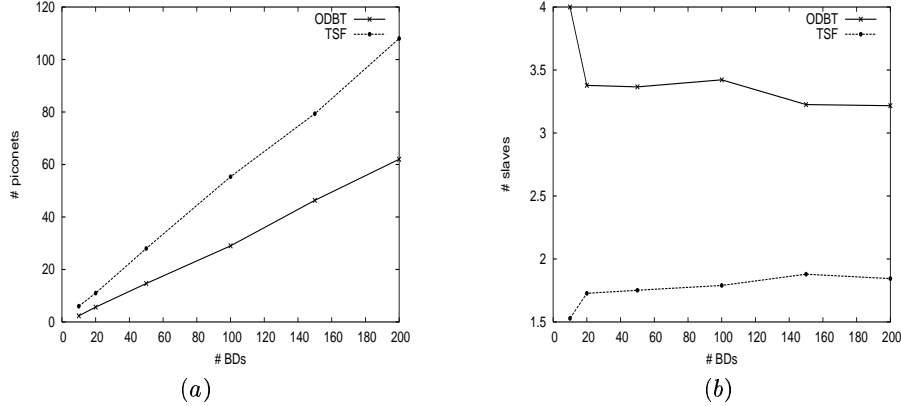 # piconets
120
100
80
60
40
20
0
0 20 40 60 80 100 120 140 160 180 200
# BDs
ODBT
TSF
(a)
# slaves
4
3.5
3
2.5
2
1.5
0 20 40 60 80 100 120 140 160 180 200
# BDs
ODBT
TSF
(b)